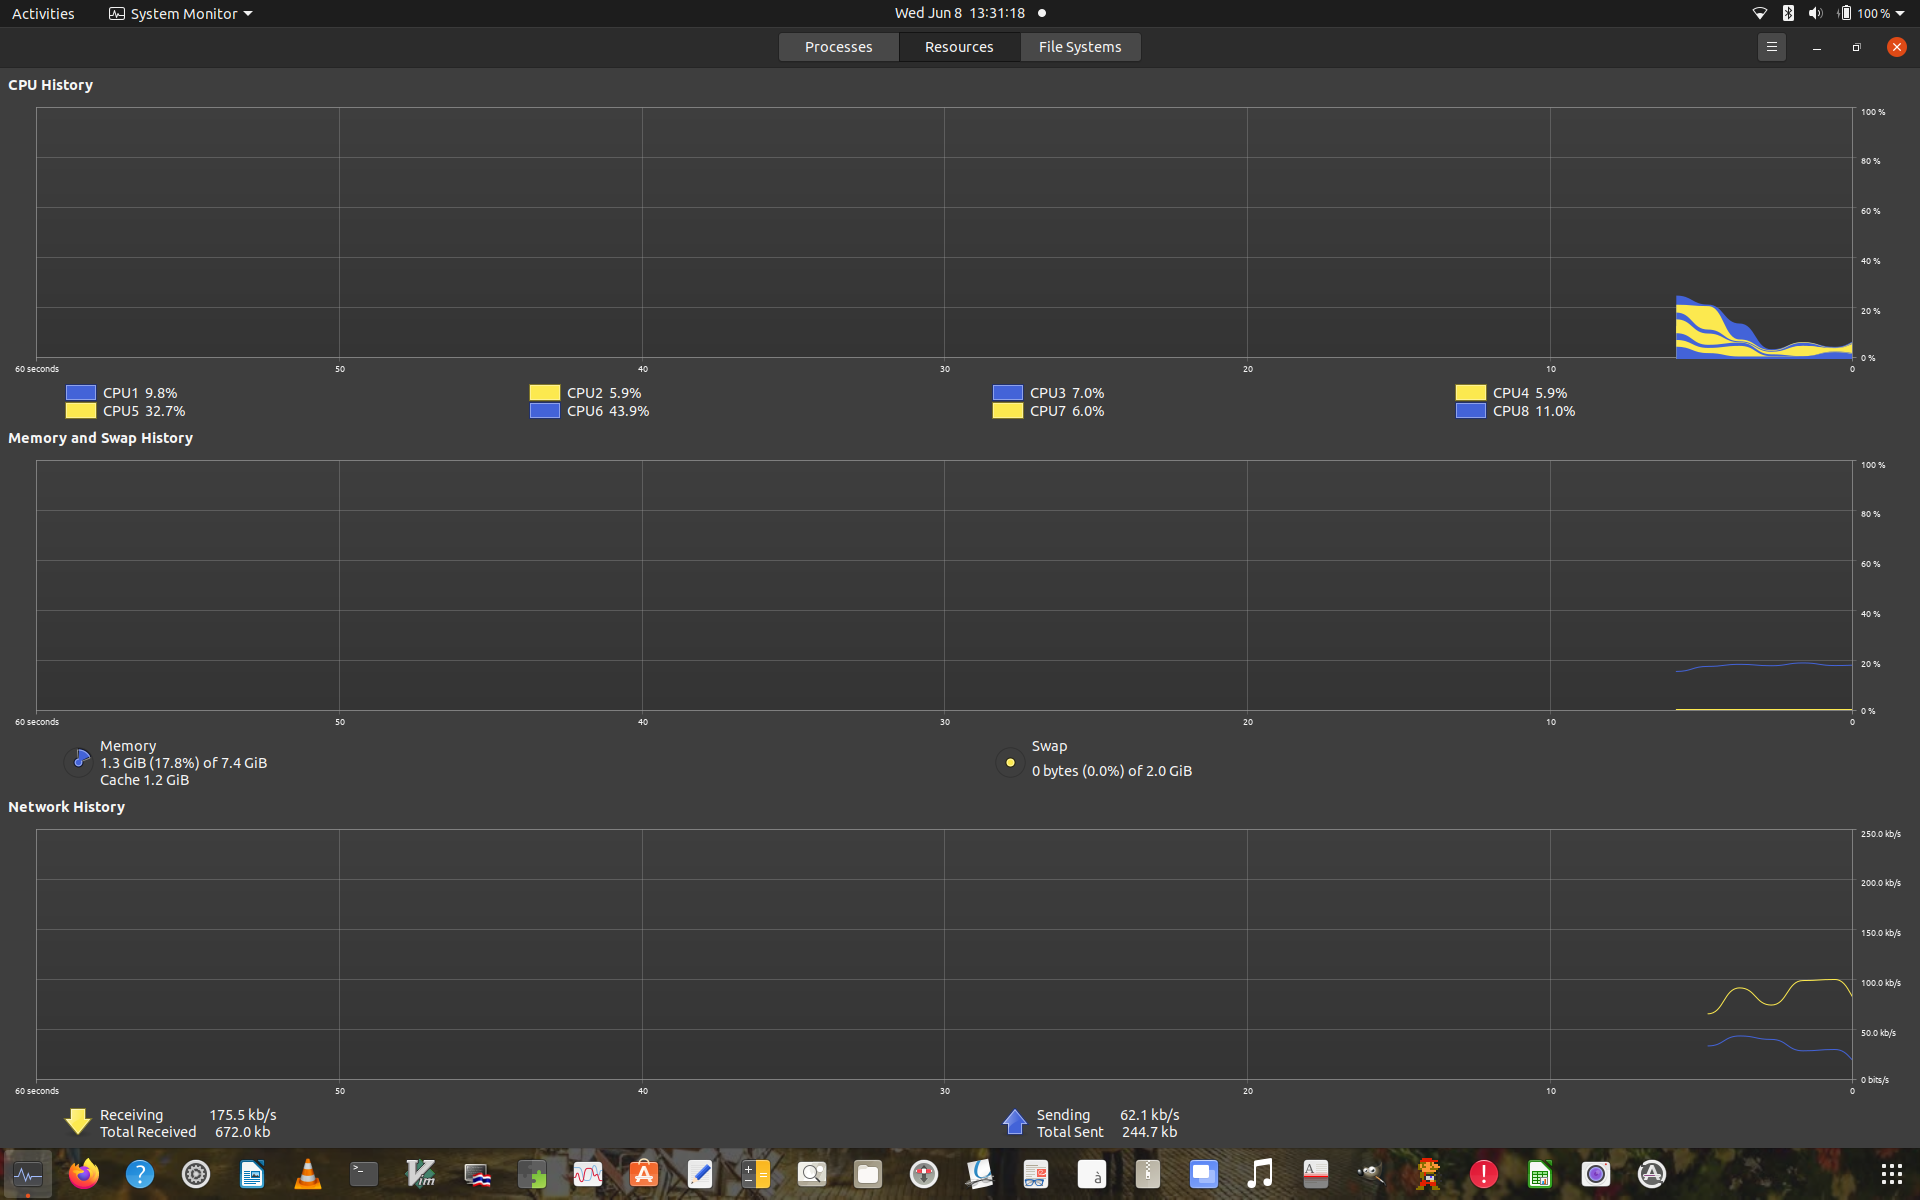 Activities
System Monitor
Wed Jun 8 13:31:18
100 %
Processes
Resources
File Systems
CPU History
100 %
80 %
60 %
40 %
20 %
0 %
60 seconds
50
40
30
20
10
0
CPU1 9.8%
CPU2 5.9%
CPU3 7.0%
CPU4 5.9%
CPU5 32.7%
CPU6 43.9%
CPU7 6.0%
CPU8 11.0%
Memory and Swap History
100 %
80 %
60 %
40 %
20 %
0 %
60 seconds
50
40
30
20
10
0
Memory
1.3 GiB (17.8%) of 7.4 GiB
Cache 1.2 GiB
Swap
0 bytes (0.0%) of 2.0 GiB
Network History
250.0 kb/s
200.0 kb/s
150.0 kb/s
100.0 kb/s
50.0 kb/s
0 bits/s
60 seconds
50
40
30
20
10
0
Receiving 175.5 kb/s
Total Received 672.0 kb
Sending 62.1 kb/s
Total Sent 244.7 kb